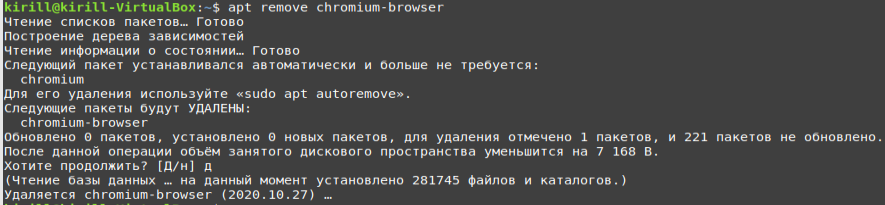 kirill@kirill-VirtualBox:~$ apt remove chromium-browser
Чтение списков пакетов… Готово
Построение дерева зависимостей
Чтение информации о состоянии… Готово
Следующий пакет устанавливался автоматически и больше не требуется:
  chromium
Для его удаления используйте «sudo apt autoremove».
Следующие пакеты будут УДАЛЕНЫ:
  chromium-browser
Обновлено 0 пакетов, установлено 0 новых пакетов, для удаления отмечено 1 пакетов, и 221 пакетов не обновлено.
После данной операции объём занятого дискового пространства уменьшится на 7 168 B.
Хотите продолжить? [Д/н] д
(Чтение базы данных … на данный момент установлено 281745 файлов и каталогов.)
Удаляется chromium-browser (2020.10.27) …